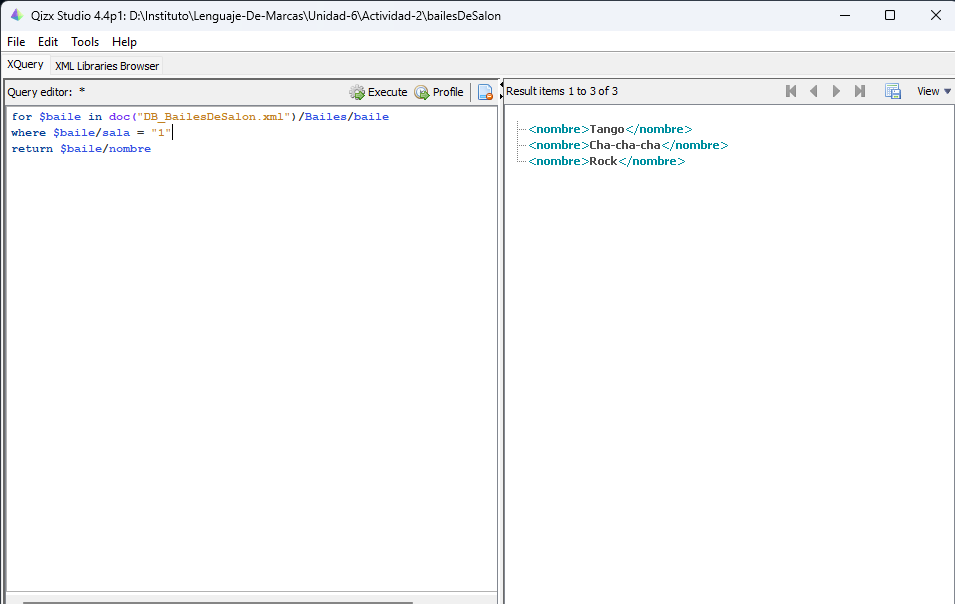 Qizx Studio 4.4p1: D:\Instituto\Lenguaje-De-Marcas\Unidad-6\Actividad-2\bailesDeSalon
File Edit Tools Help
XQuery XML Libraries Browser
Query editor: * Execute Profile
for $baile in doc("DB_BailesDeSalon.xml")/Bailes/baile
where $baile/sala = "1"
return $baile/nombre
Result items 1 to 3 of 3 View
<nombre>Tango</nombre>
<nombre>Cha-cha-cha</nombre>
<nombre>Rock</nombre>